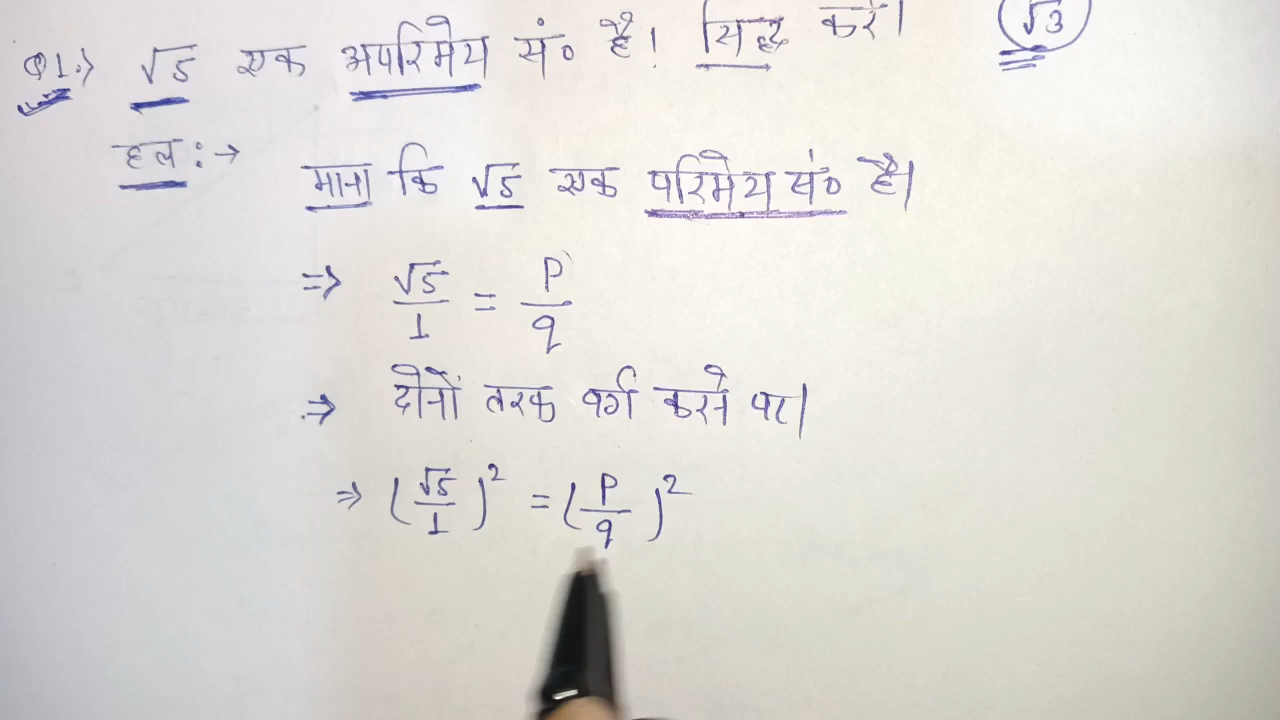 Q1:→ √5 एक अपरिमेय सं० है। सिद्ध करें। √3
हल :→
माना कि √5 एक परिमेय सं० है।
⇒ √5/1 = P/q
⇒ दोनों तरफ वर्ग करने पर।
⇒ (√5/1)² = (P/q)²